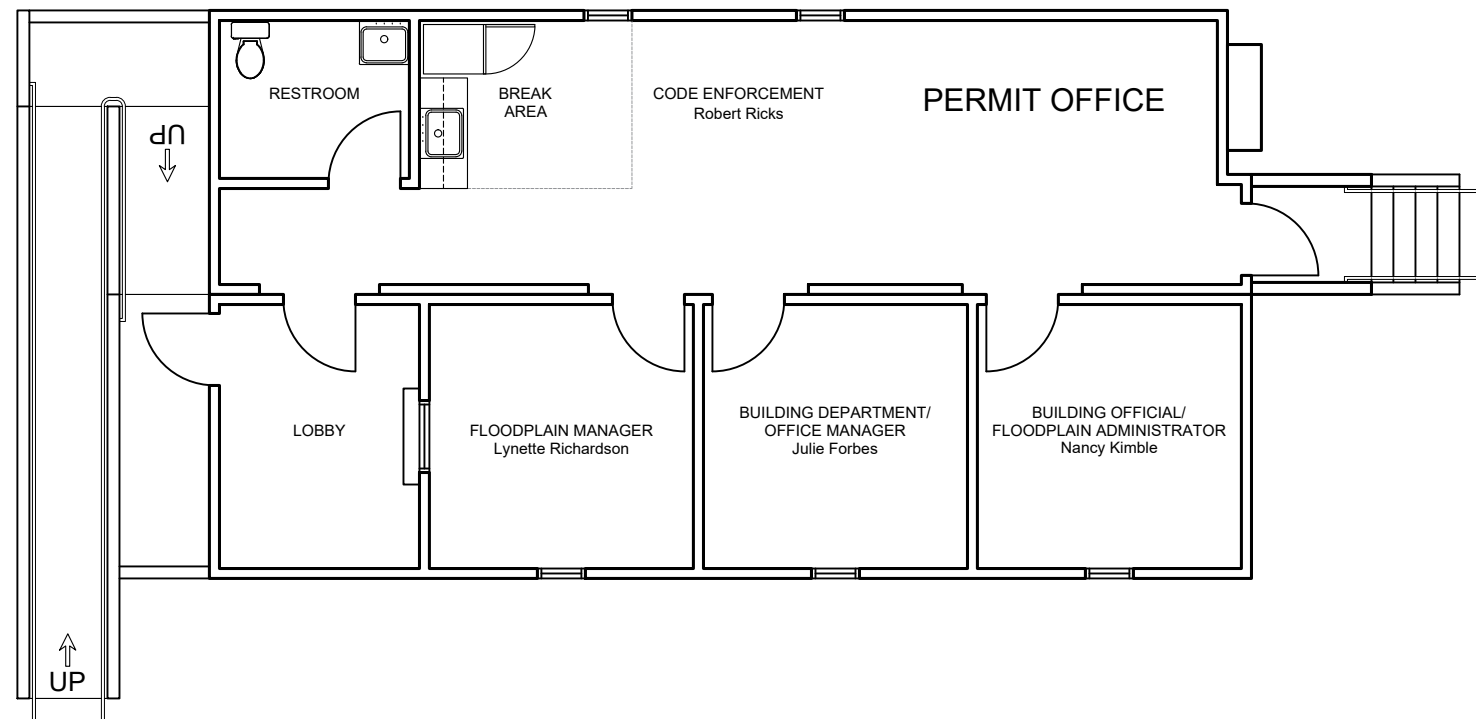 RESTROOM
BREAK
AREA
CODE ENFORCEMENT
Robert Ricks
PERMIT OFFICE
UP
LOBBY
FLOODPLAIN MANAGER
Lynette Richardson
BUILDING DEPARTMENT/
OFFICE MANAGER
Julie Forbes
BUILDING OFFICIAL/
FLOODPLAIN ADMINISTRATOR
Nancy Kimble
UP